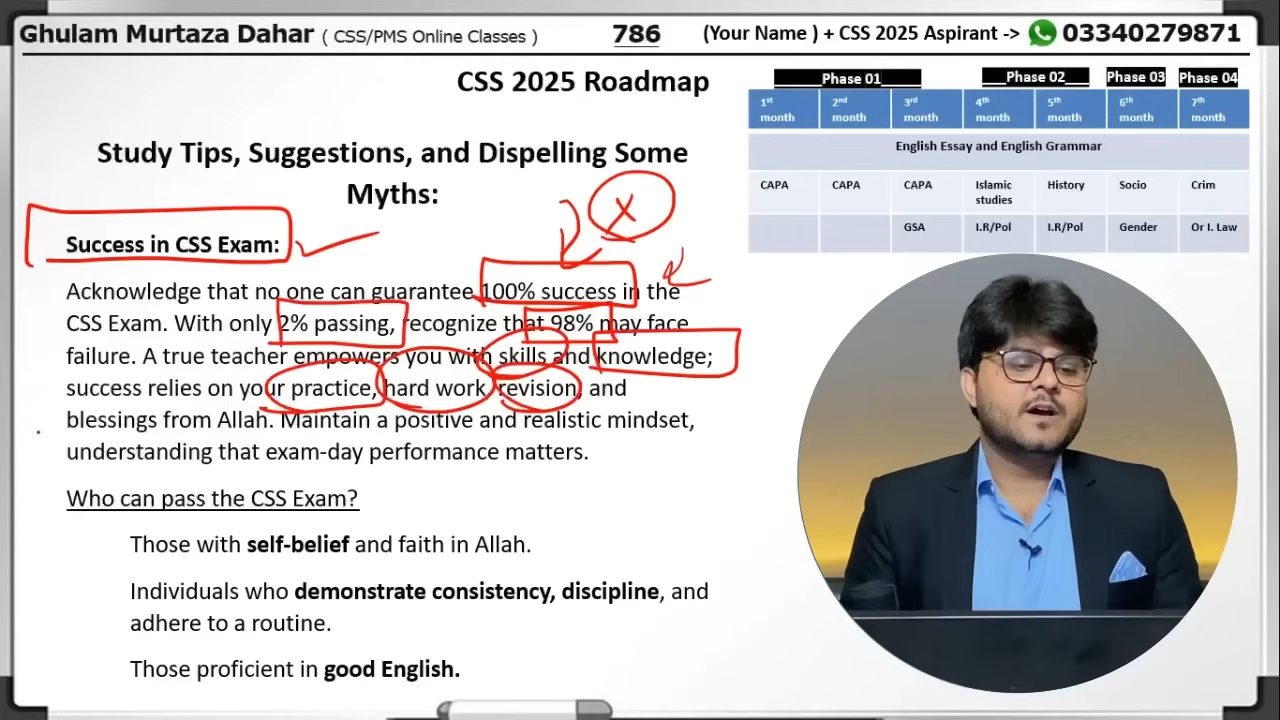 Ghulam Murtaza Dahar ( CSS/PMS Online Classes ) 786 (Your Name ) + CSS 2025 Aspirant -> 03340279871
CSS 2025 Roadmap
Study Tips, Suggestions, and Dispelling Some
Myths:
X
Success in CSS Exam:
Acknowledge that no one can guarantee 100% success in the
CSS Exam. With only 2% passing, recognize that 98% may face
failure. A true teacher empowers you with skills and knowledge;
success relies on your practice, hard work, revision, and
blessings from Allah. Maintain a positive and realistic mindset,
understanding that exam-day performance matters.
Who can pass the CSS Exam?
Those with self-belief and faith in Allah.
Individuals who demonstrate consistency, discipline, and
adhere to a routine.
Those proficient in good English.
Phase 01 Phase 02 Phase 03 Phase 04
1st month 2nd month 3rd month 4th month 5th month 6th month 7th month
English Essay and English Grammar
CAPA CAPA CAPA Islamic studies History Socio Crim
GSA I.R/Pol I.R/Pol Gender Or I. Law